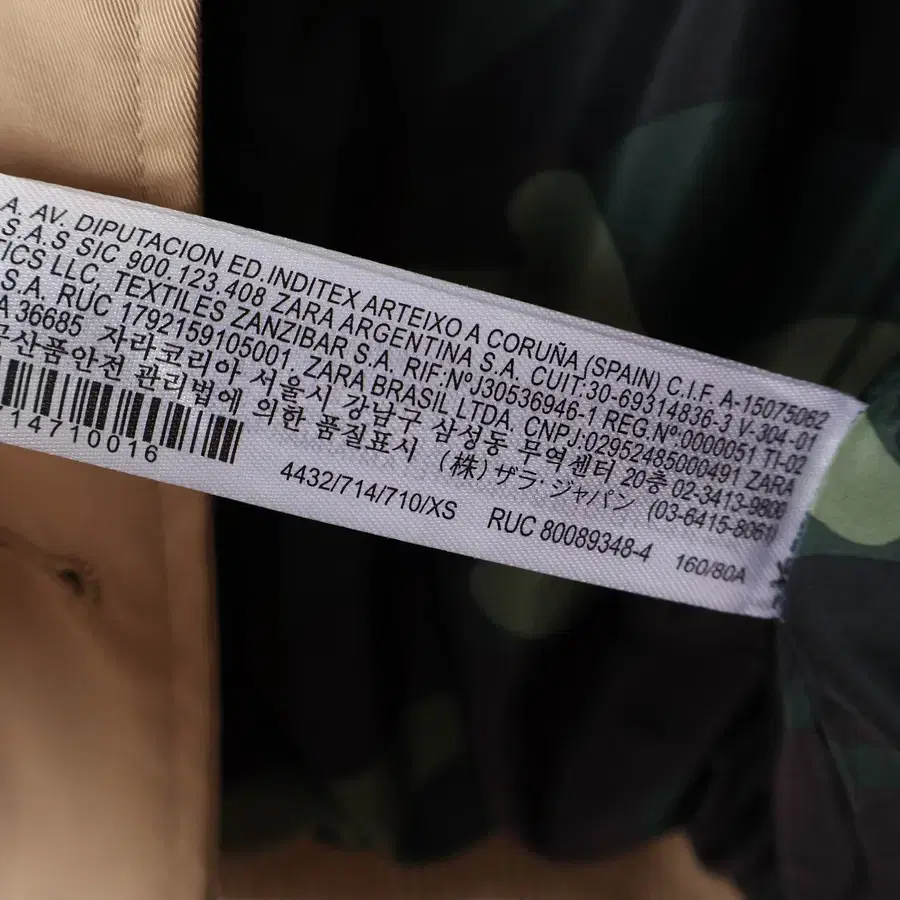 A. AV. DIPUTACION ED.INDITEX ARTEIXO A CORUÑA (SPAIN) C.I.F. A-15075062
S.A.S SIC 900.123.408 ZARA ARGENTINA S.A. CUIT:30-69314836-3 V-304-01
TICS LLC, TEXTILES ZANZIBAR S.A. RIF:NºJ30536946-1 REG.Nº:0000051 TI-02
S.A. RUC 1792159105001, ZARA BRASIL,LTDA. CNPJ:02952485000491 ZARA
A 36685 자라코리아 서울시 강남구 삼성동 무역센터 20층 02-3413-9800
공산품안전 관리법에 의한 품질표시 (株)ザラ·ジャパン (03-6415-8061)
14710016
4432/714/710/XS RUC 80089348-4 160/80A